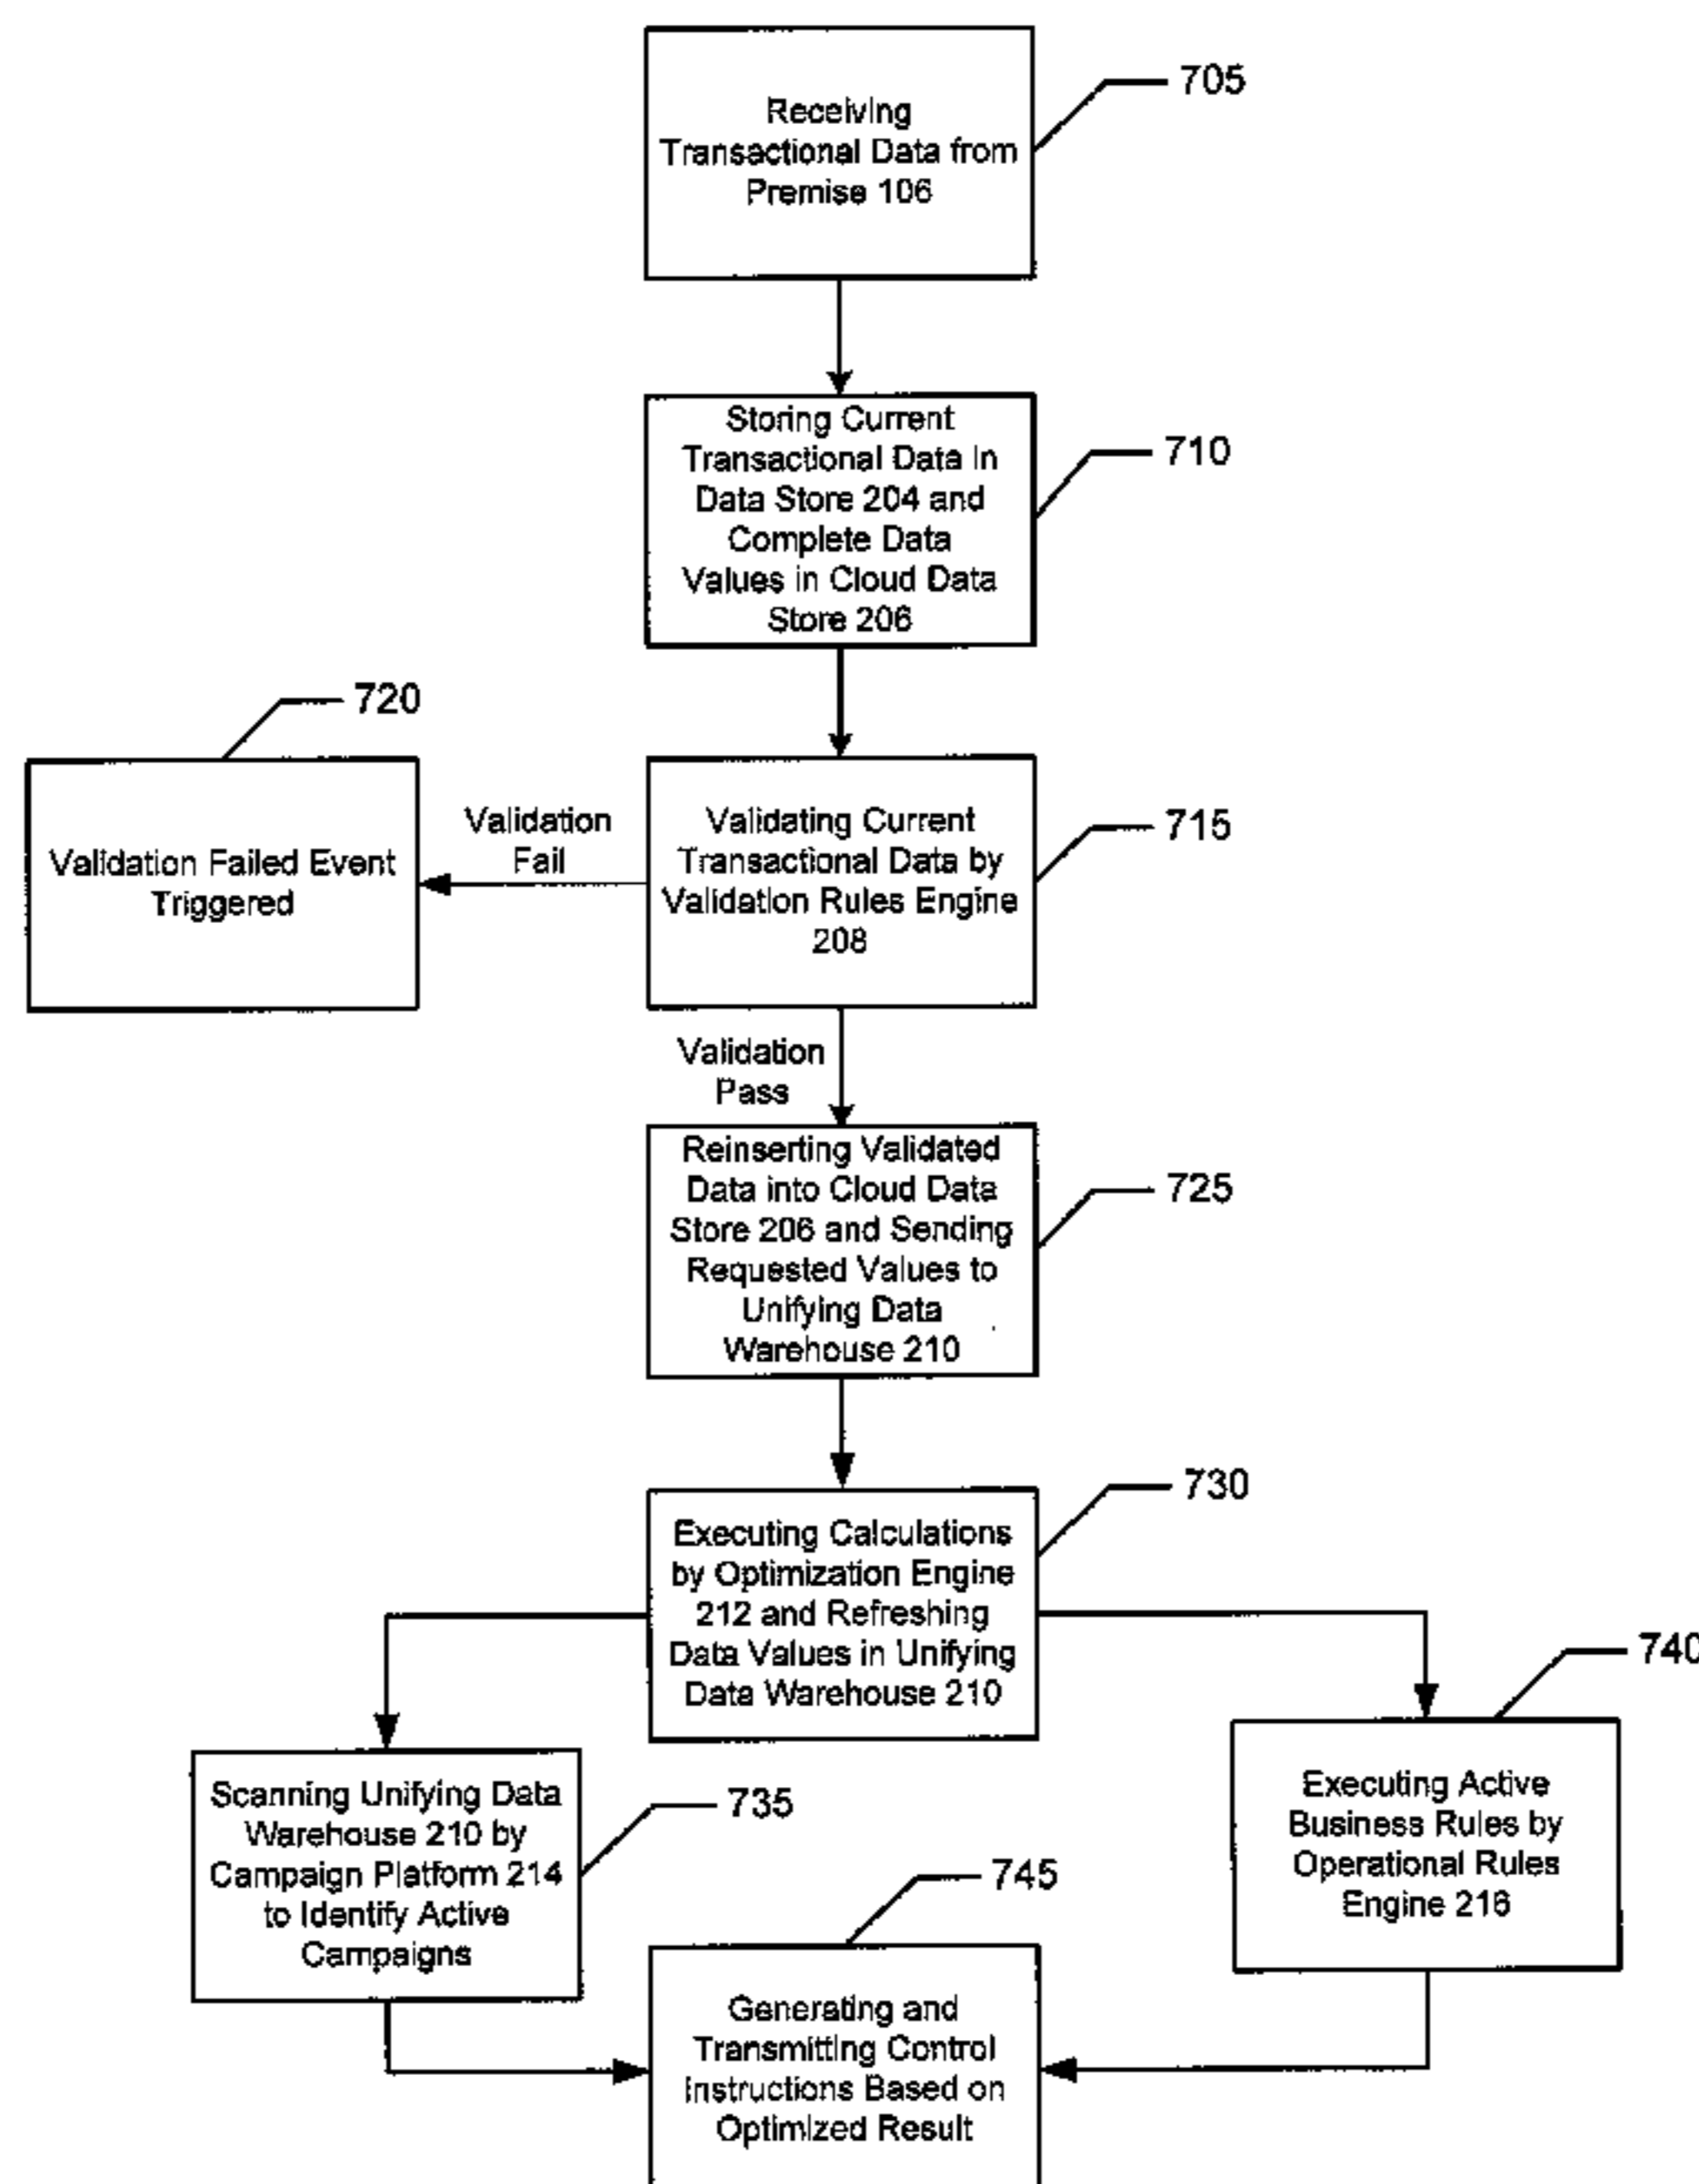 Receiving
Transactional Data from
Premise 106
705
Storing Current
Transactional Data in
Data Store 204 and
Complete Data
Values in Cloud Data
Store 206
710
720
Validation Failed Event
Triggered
Validation
Fail
Validating Current
Transactional Data by
Validation Rules Engine
208
715
Validation
Pass
Reinserting Validated
Data into Cloud Data
Store 206 and Sending
Requested Values to
Unifying Data
Warehouse 210
725
Executing Calculations
by Optimization Engine
212 and Refreshing
Data Values in Unifying
Data Warehouse 210
730
Scanning Unifying Data
Warehouse 210 by
Campaign Platform 214
to Identify Active
Campaigns
735
Executing Active
Business Rules by
Operational Rules
Engine 216
740
745
Generating and
Transmitting Control
Instructions Based on
Optimized Result